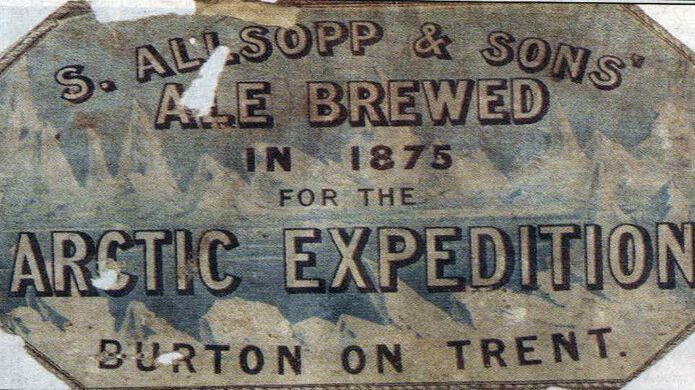 S. ALLSOPP & SONS'
ALE BREWED
IN 1875
FOR THE
ARCTIC EXPEDITION
BURTON ON TRENT.